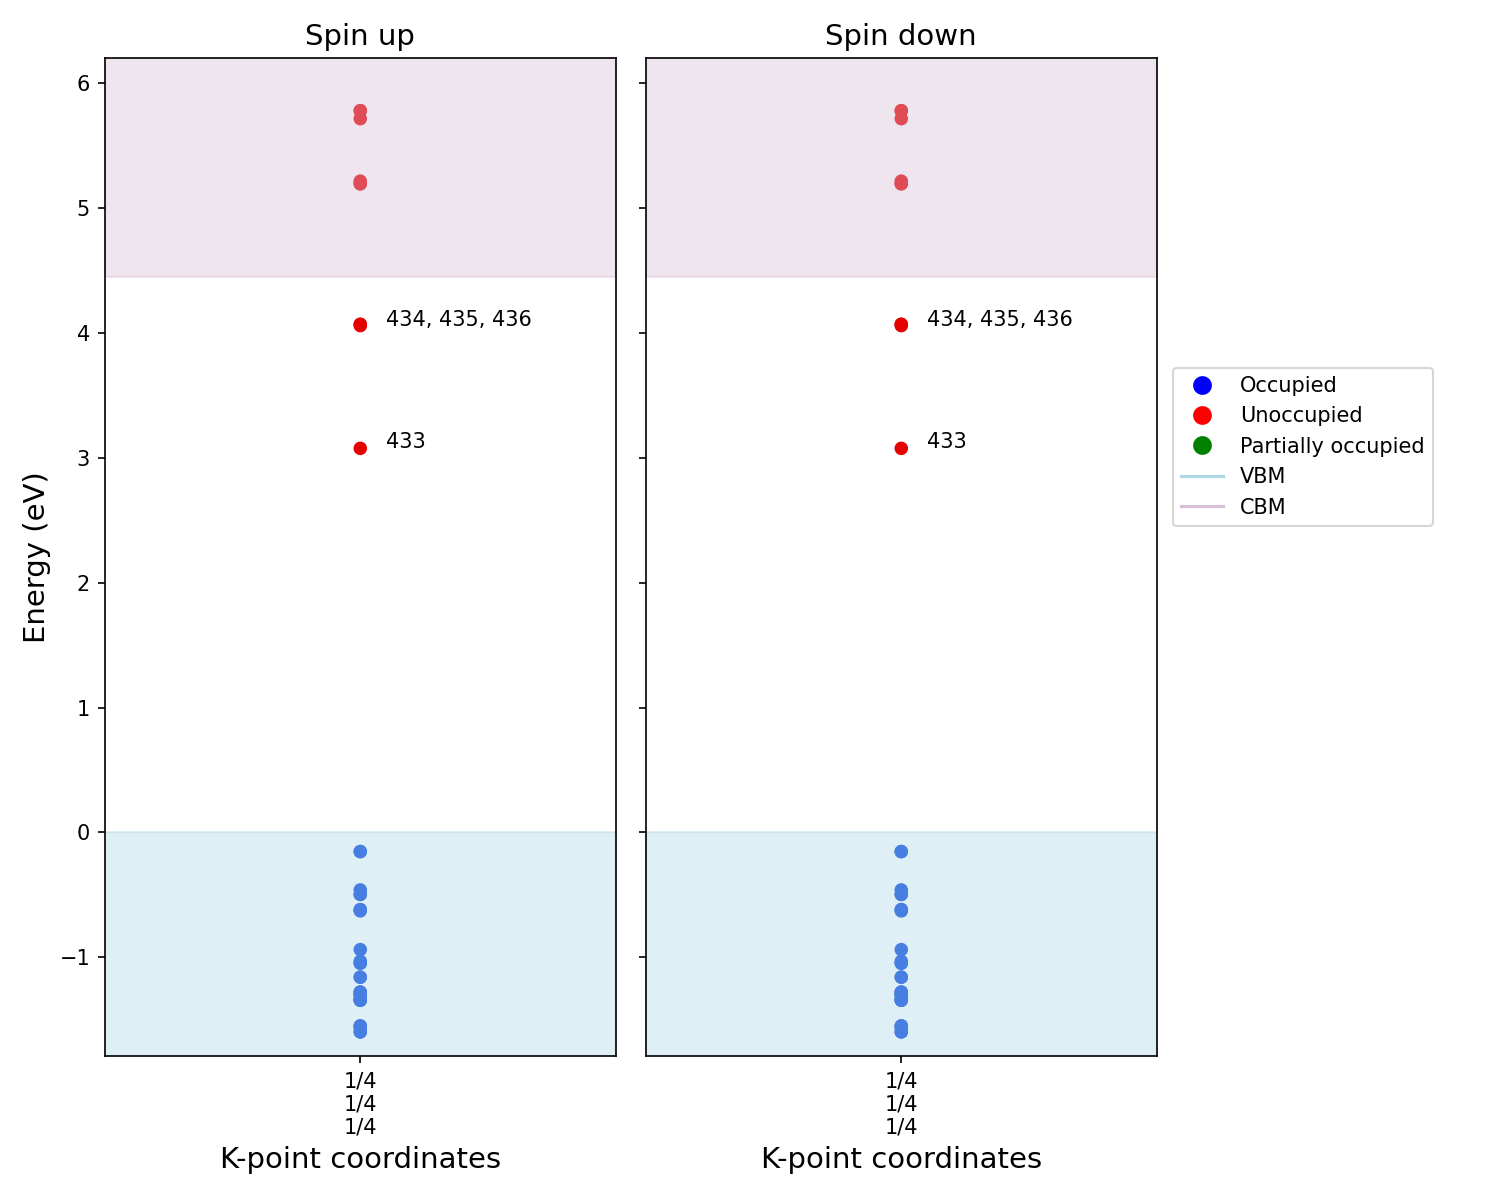 Spin up
Spin down
6
5
4
3
2
1
0
−1
Energy (eV)
434, 435, 436
433
434, 435, 436
433
1/4
1/4
1/4
1/4
1/4
1/4
K-point coordinates
K-point coordinates
Occupied
Unoccupied
Partially occupied
VBM
CBM